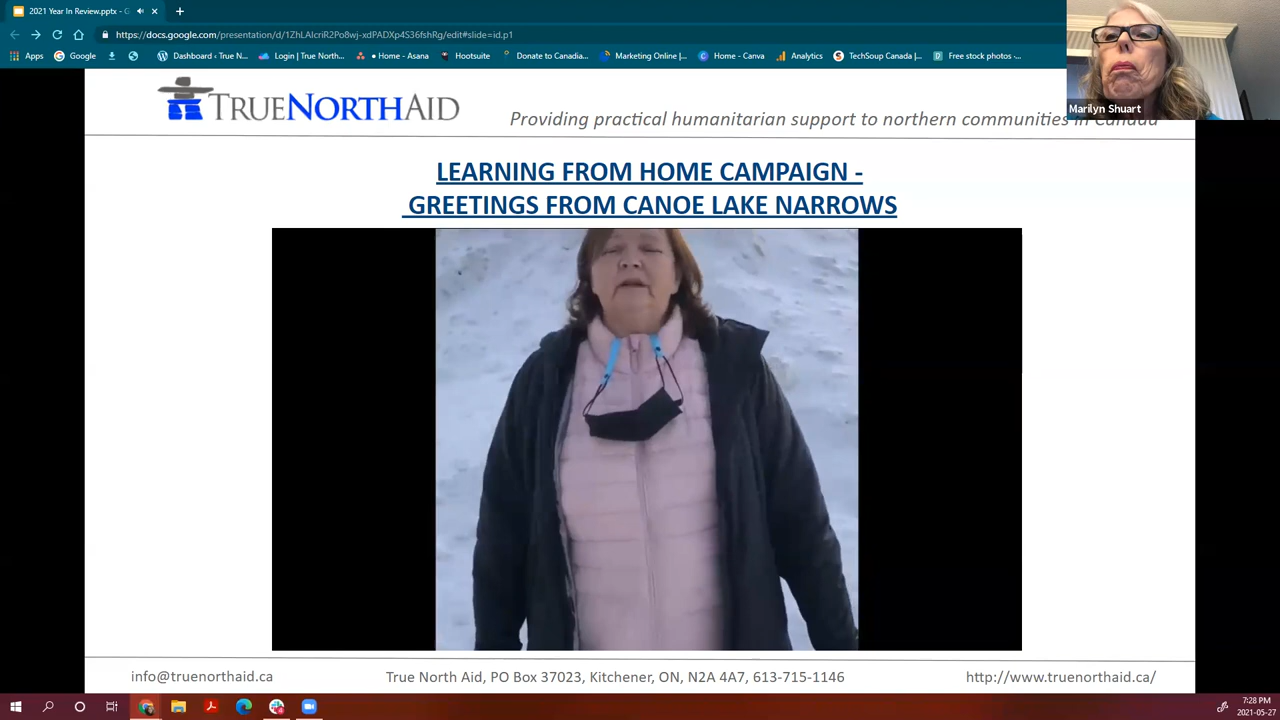 2021 Year In Review.pptx - G
https://docs.google.com/presentation/d/1ZhLAlcriR2Po8wj-xdPADXp4S36fshRg/edit#slide=id.p1
Apps Google Dashboard ‹ True N... Login | True North... • Home - Asana Hootsuite Donate to Canadia... Marketing Online |... Home - Canva Analytics TechSoup Canada |... Free stock photos -...
Marilyn Shuart
TRUENORTHAID
Providing practical humanitarian support to northern communities in Canada
LEARNING FROM HOME CAMPAIGN -
GREETINGS FROM CANOE LAKE NARROWS
info@truenorthaid.ca True North Aid, PO Box 37023, Kitchener, ON, N2A 4A7, 613-715-1146 http://www.truenorthaid.ca/
7:28 PM
2021-05-27